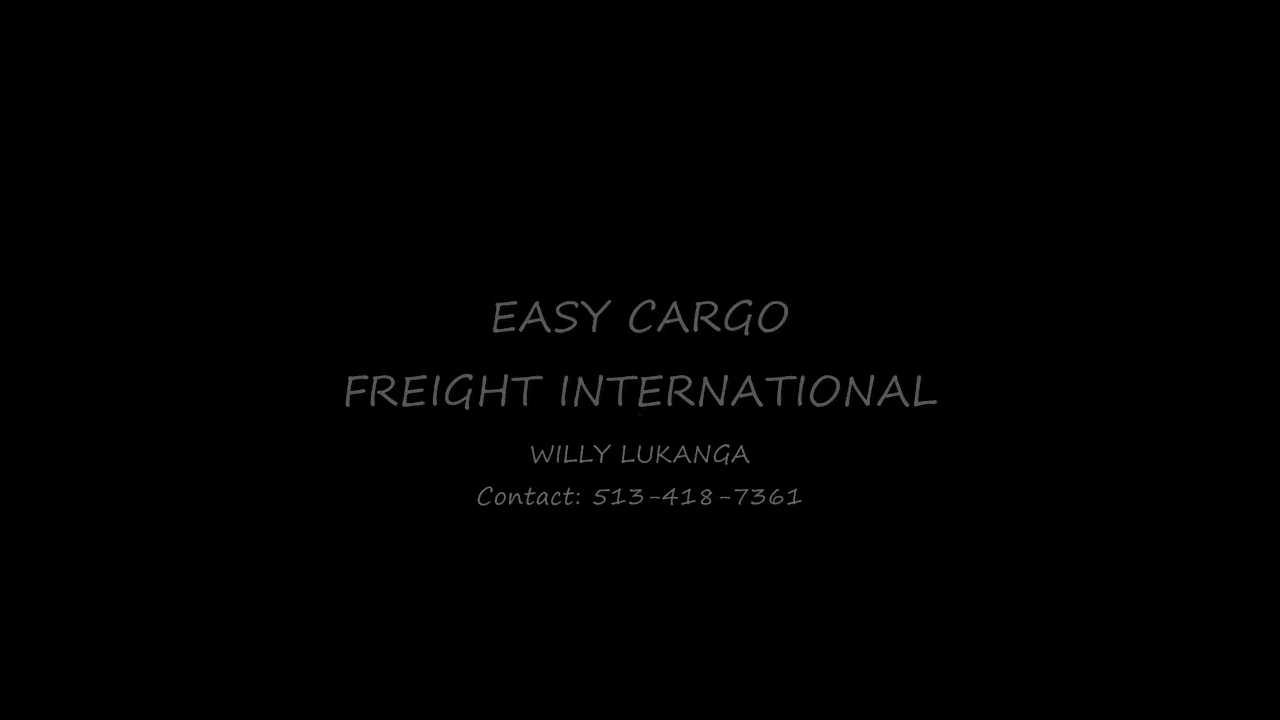 EASY CARGO
FREIGHT INTERNATIONAL
WILLY LUKANGA
Contact: 513-418-7361